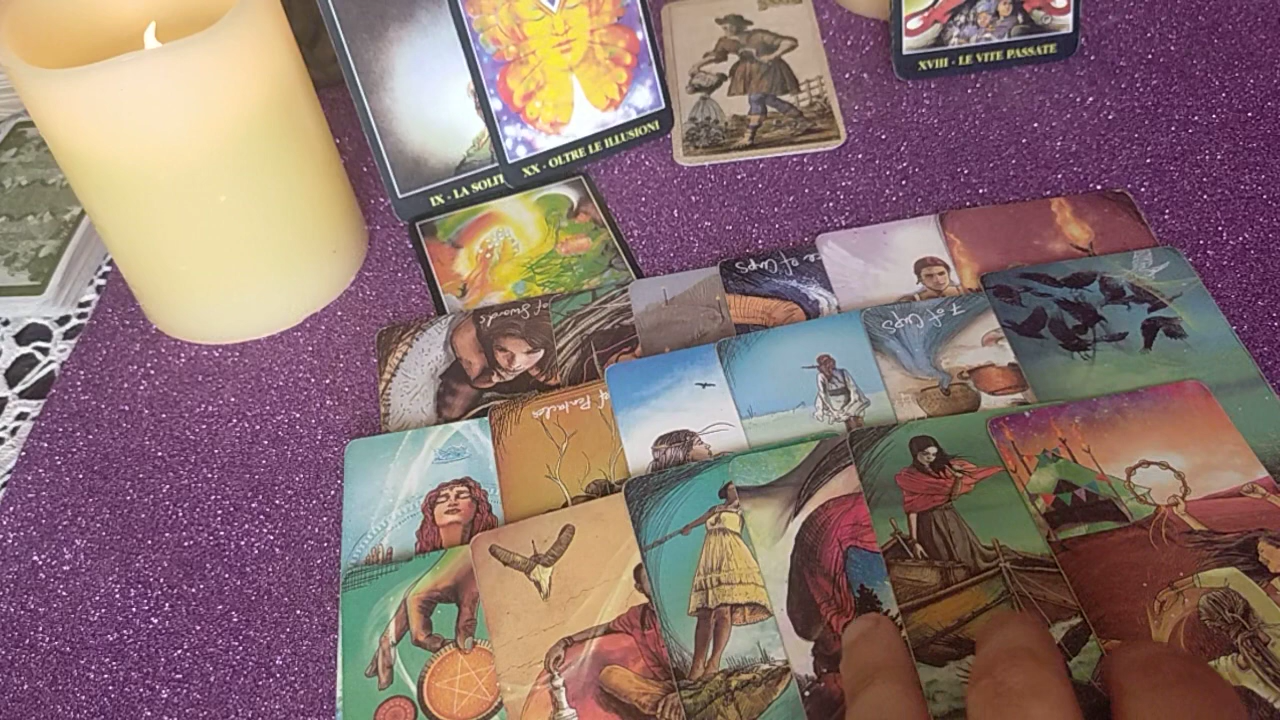 XVIII - LE VITE PASSATE
XX - OLTRE LE ILLUSIONI
IX - LA SOLIT
of Cups
of Swords
7 of Cups
of Pentacles